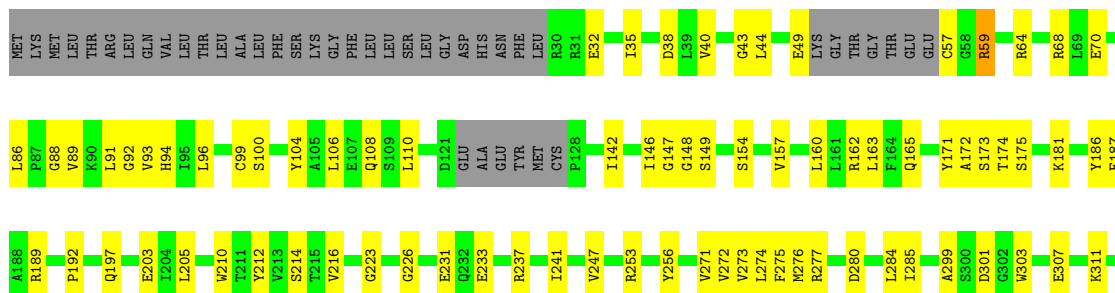 MET LYS MET LEU LEU THR ARG LEU GLN VAL LEU THR LEU ALA LEU PHE SER LYS GLY PHE LEU LEU SER LEU GLY ASP HIS ASN PHE LEU R30 R31 E32 I35 D38 L39 V40 G43 L44 E49 LYS GLY THR GLY THR GLU GLU C57 G58 R59 R64 R68 L69 E70
L86 P87 G88 V89 K90 L91 G92 V93 H94 I95 L96 C99 S100 Y104 A105 L106 E107 Q108 S109 L110 D121 GLU ALA GLU TYR MET CYS P128 I142 I146 G147 G148 S149 S154 V157 L160 L161 R162 L163 F164 Q165 Y171 A172 S173 T174 S175 K181 Y186
A188 R189 P192 Q197 E203 I204 L205 W210 T211 Y212 V213 S214 T215 V216 G223 G226 E231 Q232 E233 R237 I241 V247 R253 Y256 V271 V272 V273 L274 F275 M276 R277 D280 L284 I285 A299 S300 D301 G302 W303 E307 K311